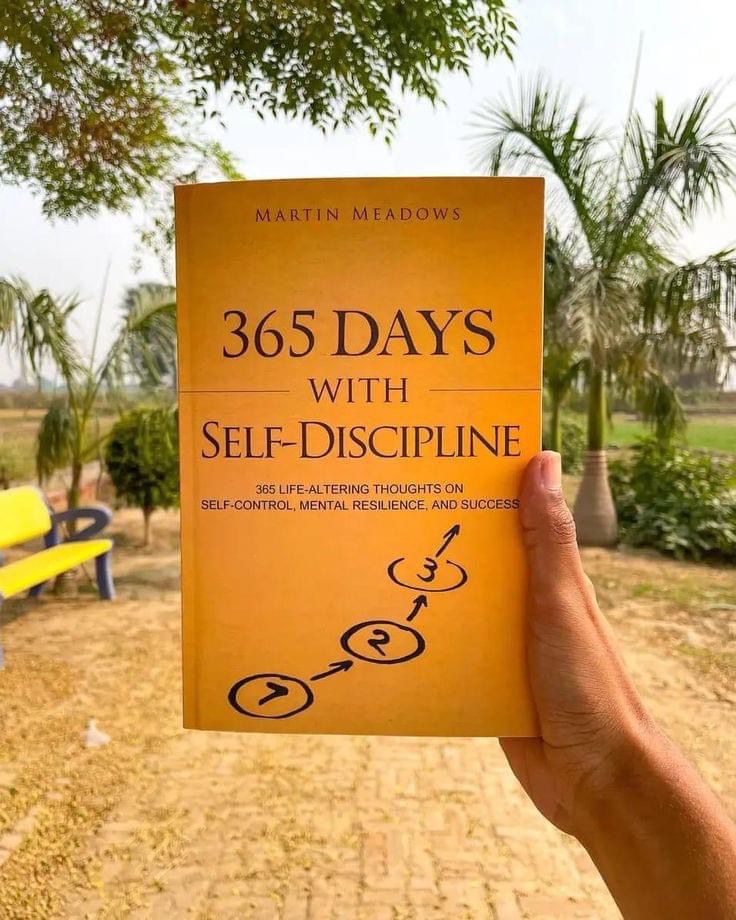 MARTIN MEADOWS
365 DAYS
WITH
SELF-DISCIPLINE
365 LIFE-ALTERING THOUGHTS ON
SELF-CONTROL, MENTAL RESILIENCE, AND SUCCESS
3
2
1